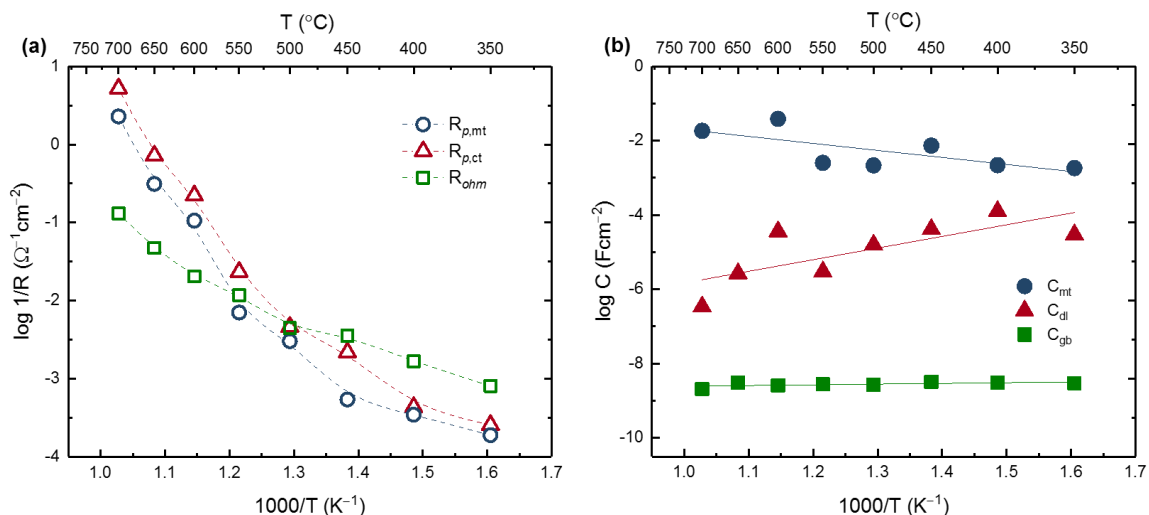 (a)
T (°C)
750 700 650 600 550 500 450 400 350
log 1/R (Ω⁻¹cm⁻²)
1
0
-1
-2
-3
-4
R_p,mt
R_p,ct
R_ohm
1.0 1.1 1.2 1.3 1.4 1.5 1.6 1.7
1000/T (K⁻¹)
(b)
T (°C)
750 700 650 600 550 500 450 400 350
log C (Fcm⁻²)
0
-2
-4
-6
-8
-10
C_mt
C_dl
C_gb
1.0 1.1 1.2 1.3 1.4 1.5 1.6 1.7
1000/T (K⁻¹)